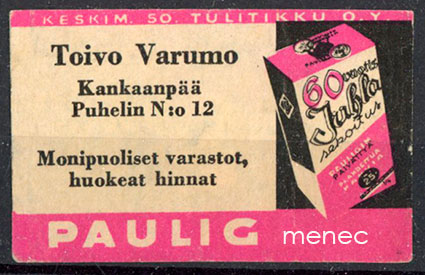 KESKIM. 50. TULITIKKU O.Y.
Toivo Varumo
Kankaanpää
Puhelin N:o 12
Monipuoliset varastot,
huokeat hinnat
60
Juhla
sekoitus
PAULIG
menec